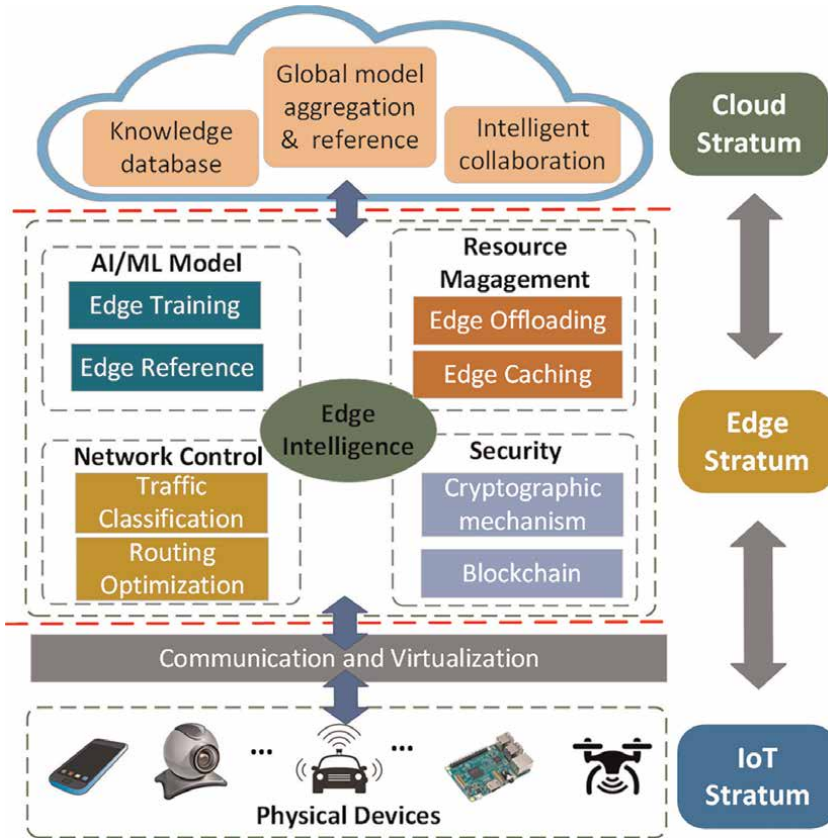 Global model
aggregation
& reference
Knowledge
database
Intelligent
collaboration
Cloud
Stratum
AI/ML Model
Edge Training
Edge Reference
Resource
Magagement
Edge Offloading
Edge Caching
Edge
Intelligence
Edge
Stratum
Network Control
Traffic
Classification
Routing
Optimization
Security
Cryptographic
mechanism
Blockchain
Communication and Virtualization
...
...
Physical Devices
IoT
Stratum